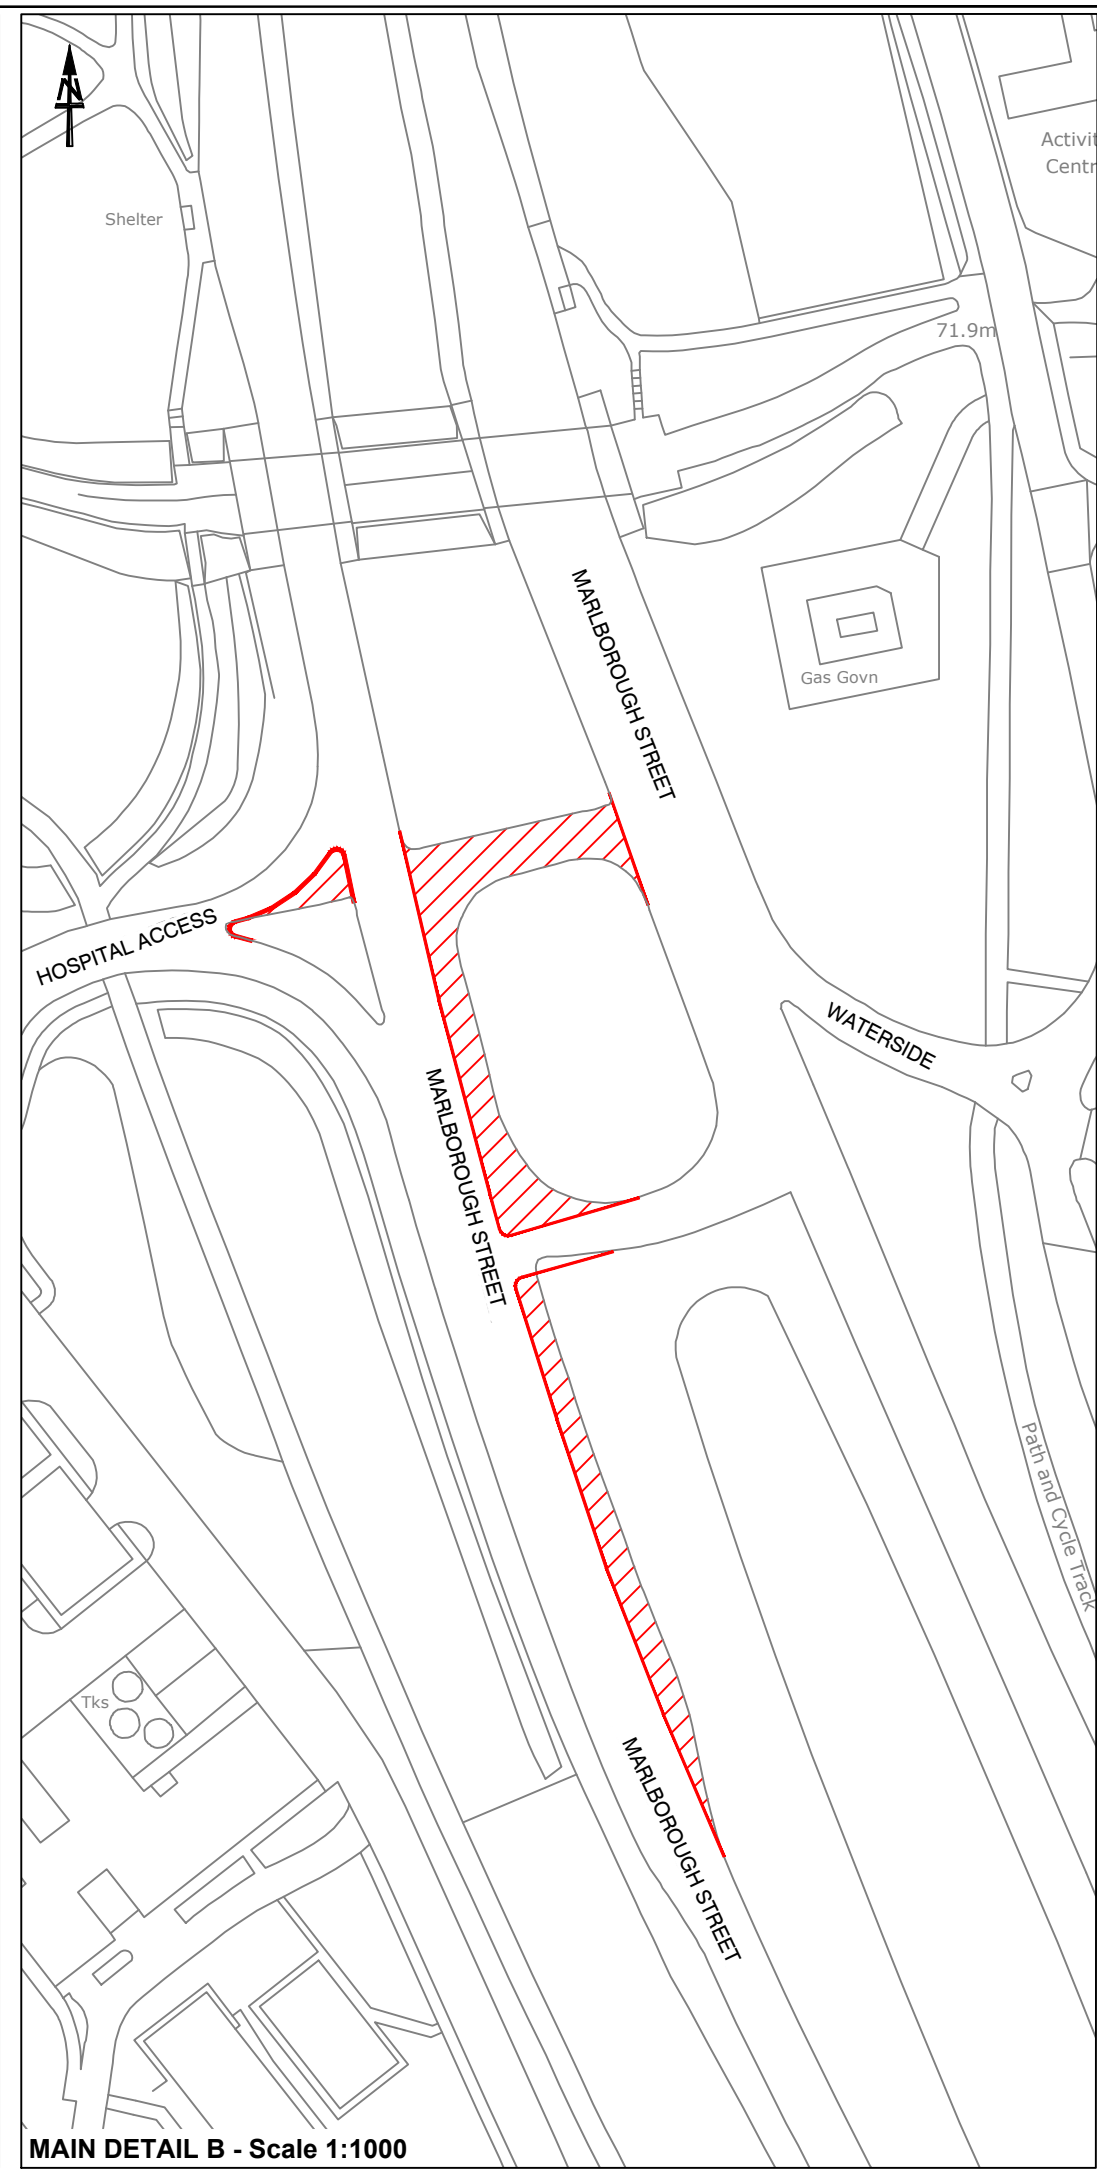 N
Activit
Centr
Shelter
71.9m
MARLBOROUGH STREET
Gas Govn
HOSPITAL ACCESS
WATERSIDE
MARLBOROUGH STREET
Path and Cycle Track
Tks
MARLBOROUGH STREET
MAIN DETAIL B - Scale 1:1000